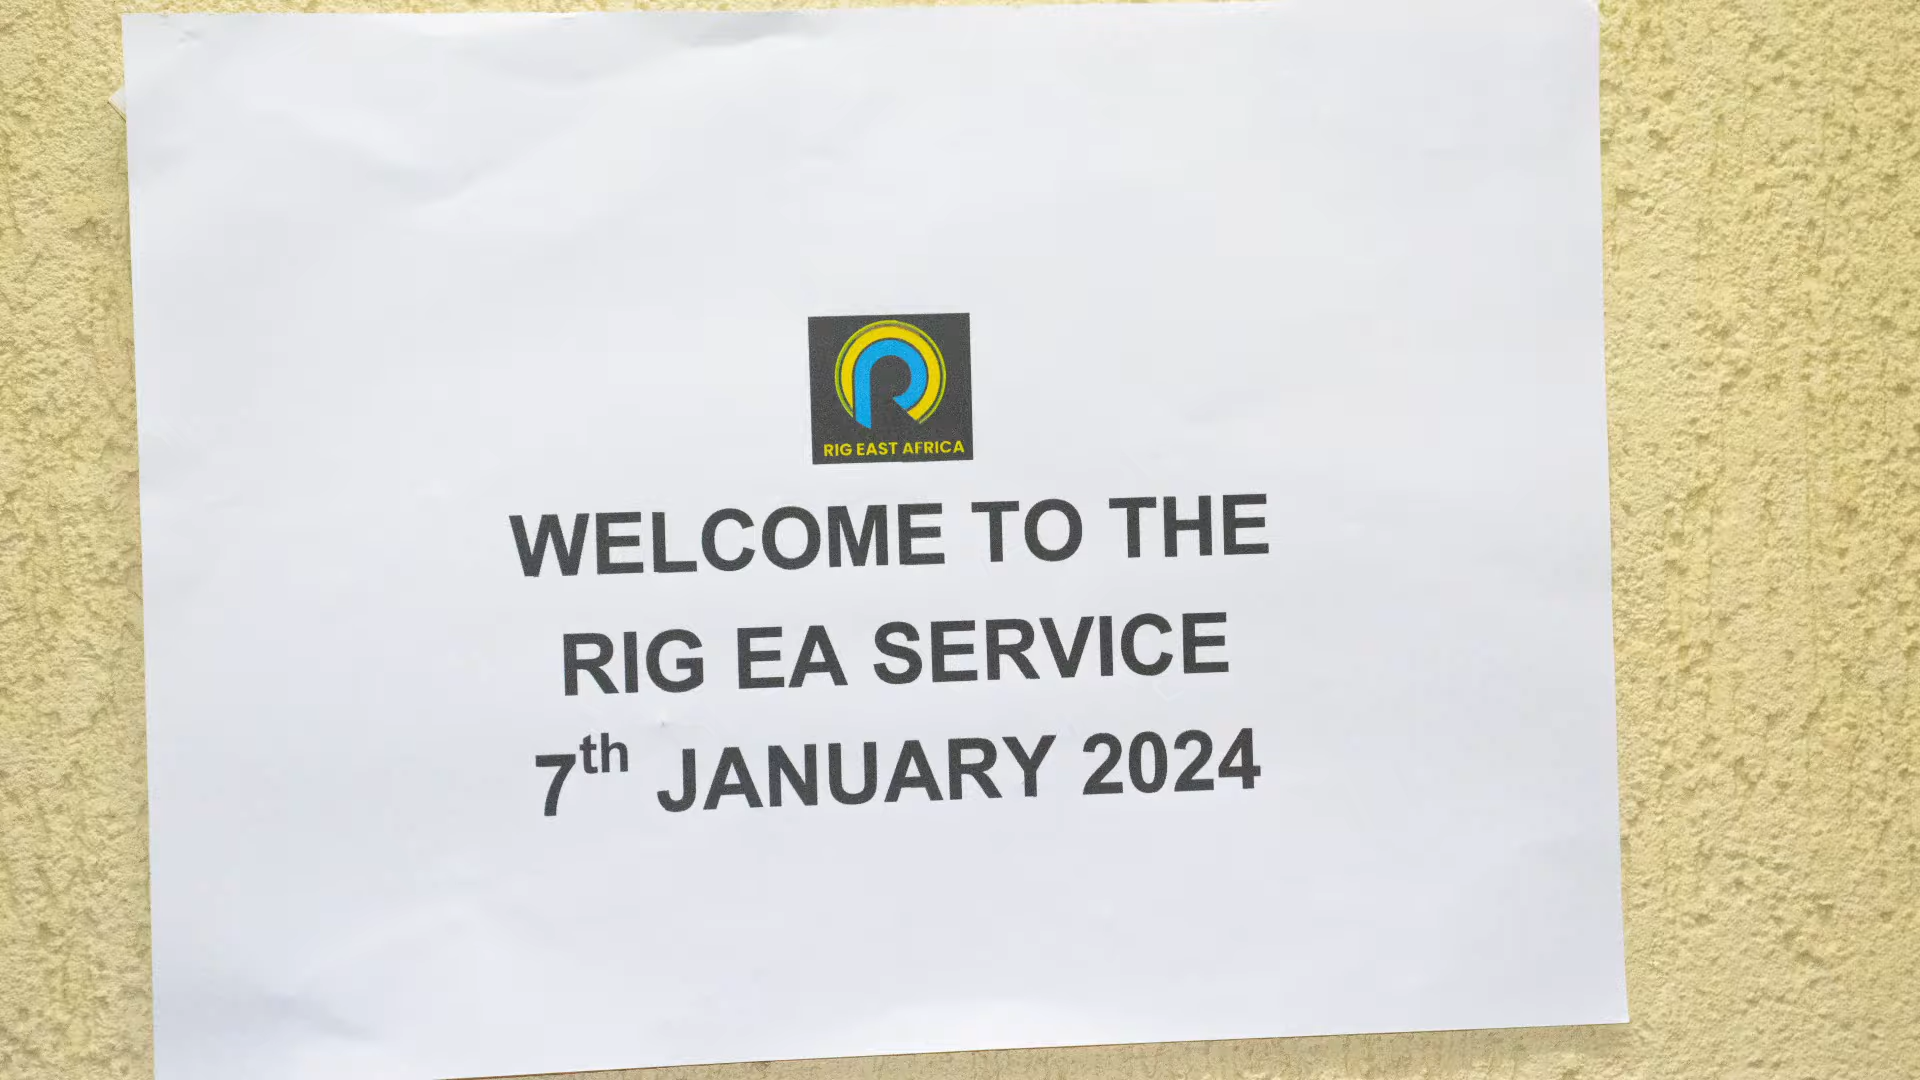 RIG EAST AFRICA
WELCOME TO THE
RIG EA SERVICE
7th JANUARY 2024